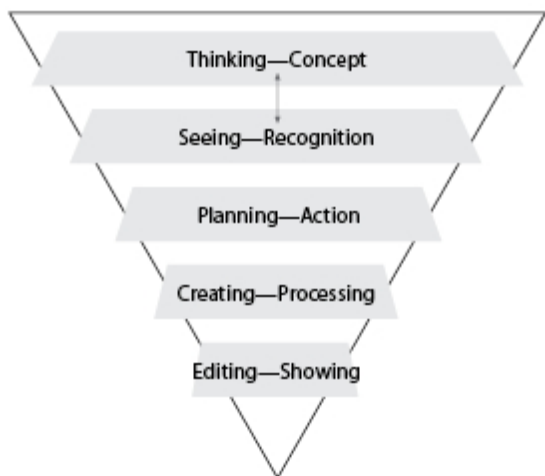 Thinking—Concept
Seeing—Recognition
Planning—Action
Creating—Processing
Editing—Showing